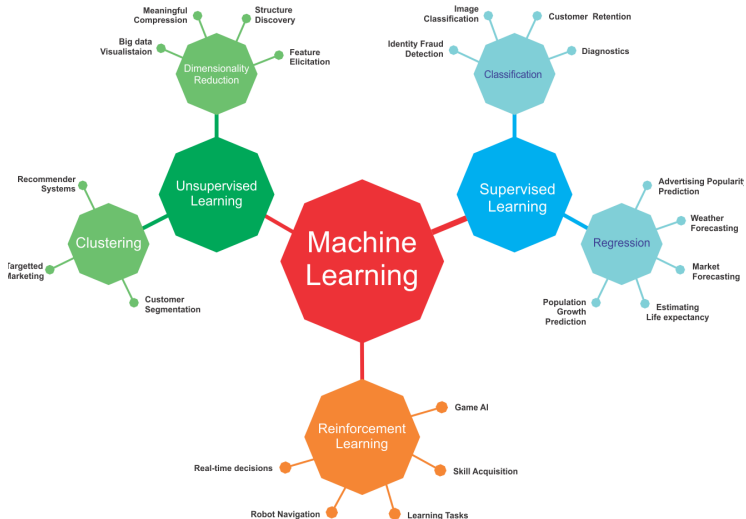 Meaningful
Compression
Structure
Discovery
Big data
Visualistaion
Feature
Elicitation
Dimensionality
Reduction
Image
Classification
Customer Retention
Identity Fraud
Detection
Diagnostics
Classification
Recommender
Systems
Unsupervised
Learning
Clustering
Targetted
Marketing
Customer
Segmentation
Machine
Learning
Supervised
Learning
Advertising Popularity
Prediction
Weather
Forecasting
Regression
Market
Forecasting
Population
Growth
Prediction
Estimating
Life expectancy
Reinforcement
Learning
Game AI
Real-time decisions
Skill Acquisition
Robot Navigation
Learning Tasks